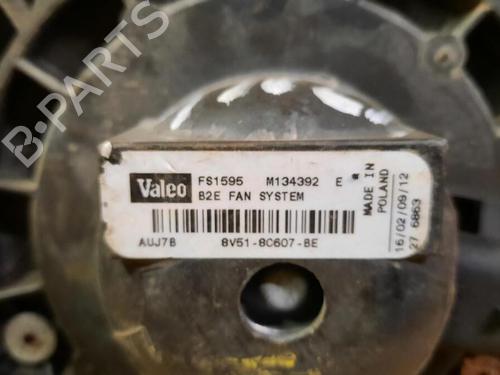 Valeo FS1595 M134392 E
B2E FAN SYSTEM
AUJ7B 8V51-8C607-BE
MADE IN
POLAND
16/02/09/12
27 6863
B-PARTS